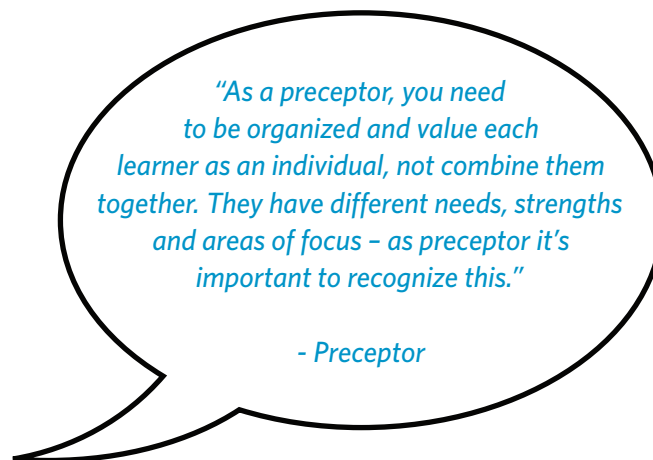 “As a preceptor, you need
to be organized and value each
learner as an individual, not combine them
together. They have different needs, strengths
and areas of focus – as preceptor it’s
important to recognize this.”
- Preceptor